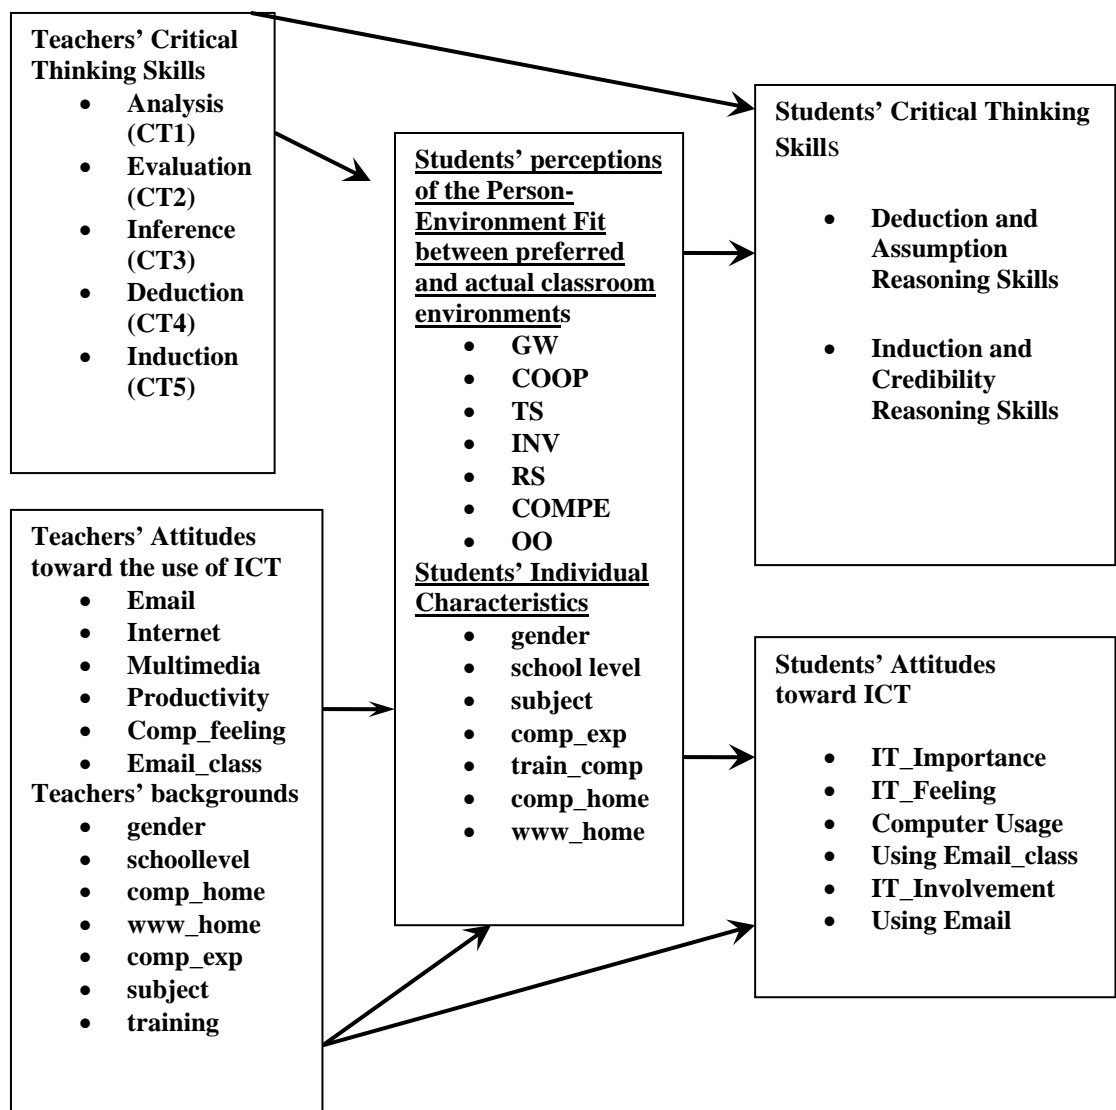 Teachers' Critical
Thinking Skills
• Analysis
(CT1)
• Evaluation
(CT2)
• Inference
(CT3)
• Deduction
(CT4)
• Induction
(CT5)
Teachers' Attitudes
toward the use of ICT
• Email
• Internet
• Multimedia
• Productivity
• Comp_feeling
• Email_class
Teachers' backgrounds
• gender
• schoollevel
• comp_home
• www_home
• comp_exp
• subject
• training
Students' perceptions
of the Person-
Environment Fit
between preferred
and actual classroom
environments
• GW
• COOP
• TS
• INV
• RS
• COMPE
• OO
Students' Individual
Characteristics
• gender
• school level
• subject
• comp_exp
• train_comp
• comp_home
• www_home
Students' Critical Thinking
Skills
• Deduction and
Assumption
Reasoning Skills
• Induction and
Credibility
Reasoning Skills
Students' Attitudes
toward ICT
• IT_Importance
• IT_Feeling
• Computer Usage
• Using Email_class
• IT_Involvement
• Using Email